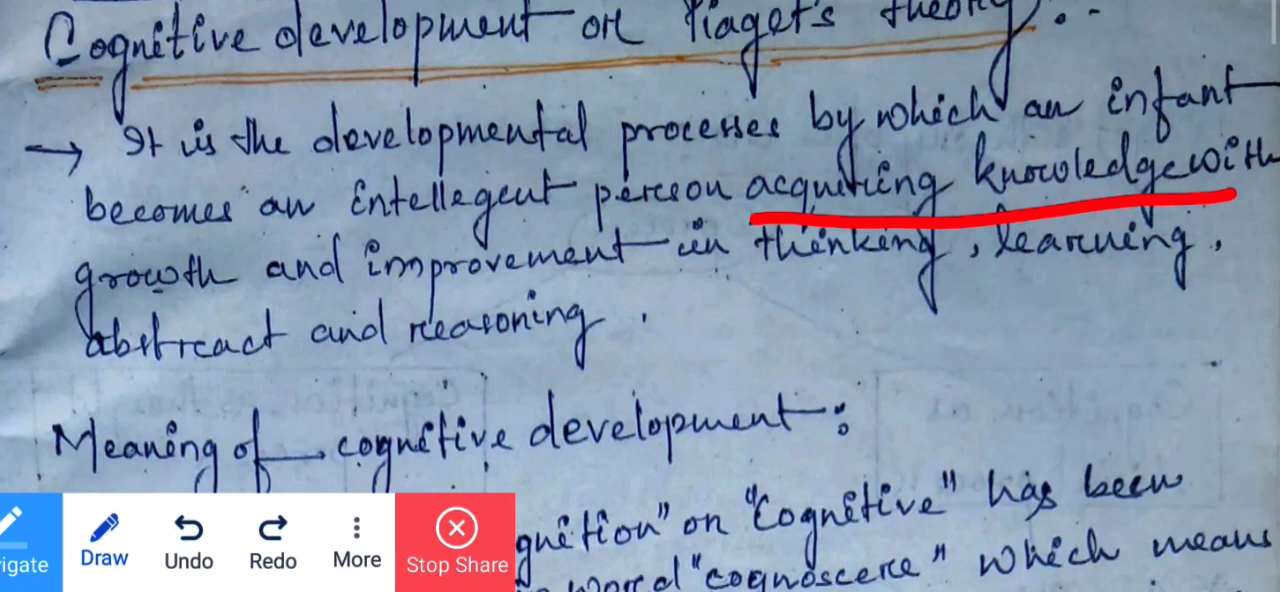 Cognitive development or Piaget's theory :-
→ It is the developmental processes by which an infant
becomes an entellegent person acquiring knowledge with
growth and improvement in thinking, learning,
abstract and reasoning.
Meaning of cognitive development :
gnition" or "Cognitive" has been
word "cognoscere" which means
igate
Draw
Undo
Redo
More
Stop Share